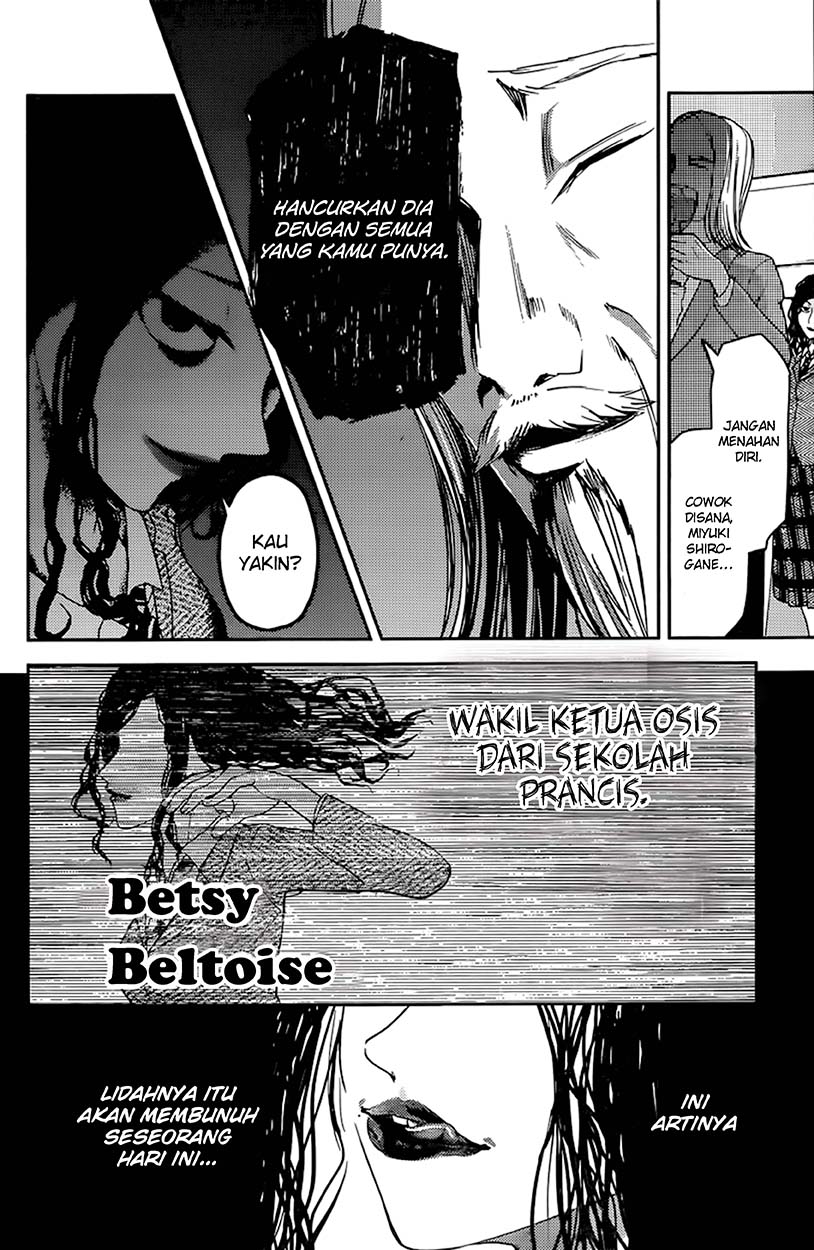 JANGAN
MENAHAN
DIRI.
COWOK
DISANA,
MIYUKI
SHIRO-
GANE...
HANCURKAN DIA
DENGAN SEMUA
YANG KAMU PUNYA.
KAU
YAKIN?
WAKIL KETUA OSIS
DARI SEKOLAH
PRANCIS.
Betsy
Beltoise
INI
ARTINYA
LIDAHNYA ITU
AKAN MEMBUNUH
SESEORANG
HARI INI...